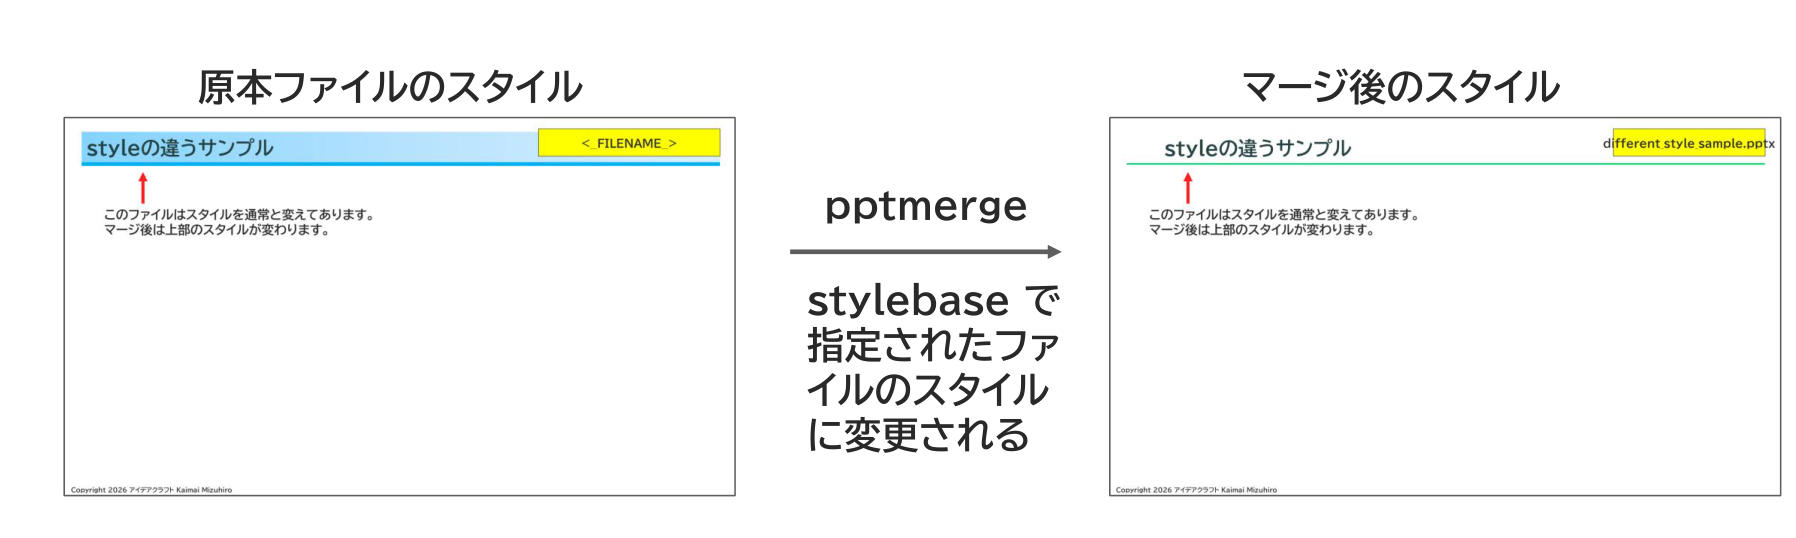 原本ファイルのスタイル
styleの違うサンプル
<_FILENAME_>
このファイルはスタイルを通常と変えてあります。
マージ後は上部のスタイルが変わります。
Copyright 2026 アイデアクラフト Kaimai Mizuhiro
pptmerge
stylebase で
指定されたファ
イルのスタイル
に変更される
マージ後のスタイル
styleの違うサンプル
different_style_sample.pptx
このファイルはスタイルを通常と変えてあります。
マージ後は上部のスタイルが変わります。
Copyright 2026 アイデアクラフト Kaimai Mizuhiro